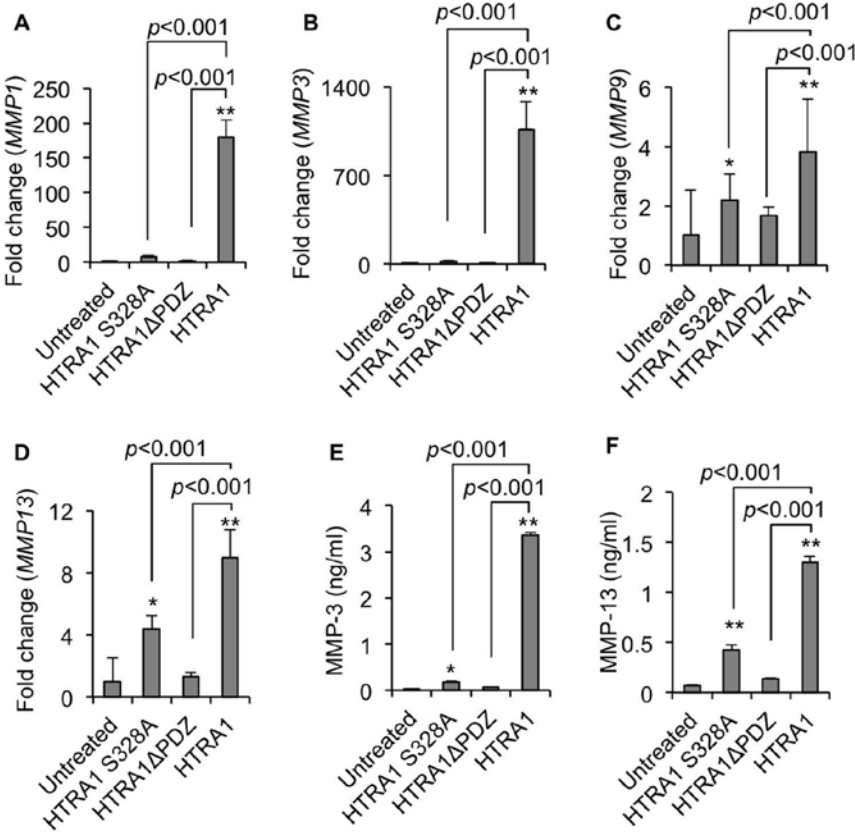 A
p<0.001
p<0.001
**
Fold change (MMP1)
250
200
150
100
50
0
Untreated
HTRA1 S328A
HTRA1ΔPDZ
HTRA1
B
p<0.001
p<0.001
**
Fold change (MMP3)
1400
700
0
Untreated
HTRA1 S328A
HTRA1ΔPDZ
HTRA1
C
p<0.001
p<0.001
**
*
Fold change (MMP9)
6
4
2
0
Untreated
HTRA1 S328A
HTRA1ΔPDZ
HTRA1
D
p<0.001
p<0.001
**
*
Fold change (MMP13)
12
8
4
0
Untreated
HTRA1 S328A
HTRA1ΔPDZ
HTRA1
E
p<0.001
p<0.001
**
*
MMP-3 (ng/ml)
4
3
2
1
0
Untreated
HTRA1 S328A
HTRA1ΔPDZ
HTRA1
F
p<0.001
p<0.001
**
**
MMP-13 (ng/ml)
2
1.5
1
0.5
0
Untreated
HTRA1 S328A
HTRA1ΔPDZ
HTRA1